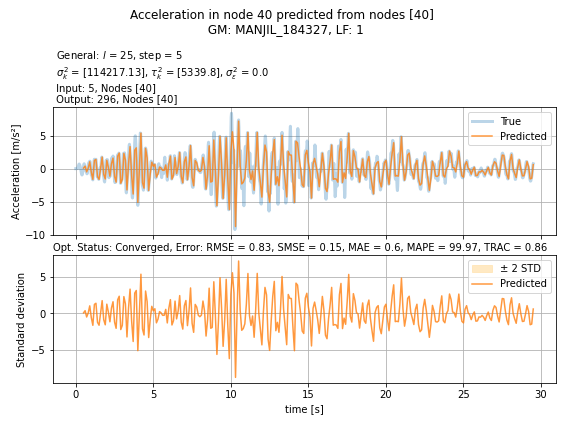 Acceleration in node 40 predicted from nodes [40]
GM: MANJIL_184327, LF: 1
General: l = 25, step = 5
σ²ₖ = [114217.13], τ²ₖ = [5339.8], σ²ε = 0.0
Input: 5, Nodes [40]
Output: 296, Nodes [40]
Acceleration [m/s²]
5
0
−5
−10
True
Predicted
Opt. Status: Converged, Error: RMSE = 0.83, SMSE = 0.15, MAE = 0.6, MAPE = 99.97, TRAC = 0.86
Standard deviation
5
0
−5
± 2 STD
Predicted
0 5 10 15 20 25 30
time [s]